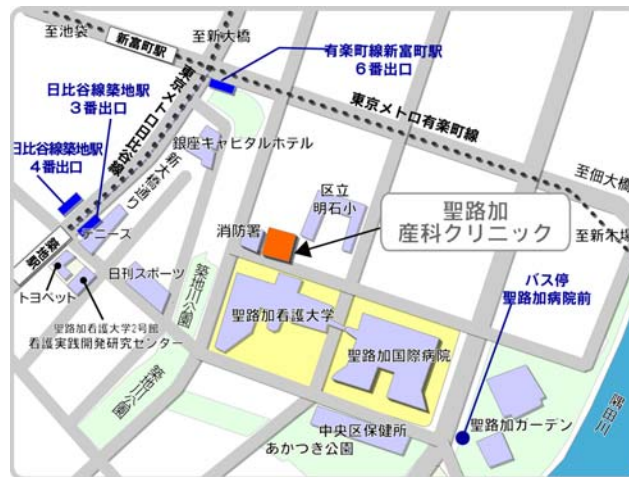 至池袋
新富町駅
至新大橋
有楽町線新富町駅
6番出口
日比谷線築地駅
3番出口
東京メトロ日比谷線
東京メトロ有楽町線
日比谷線築地駅
4番出口
新大橋通り
銀座キャピタルホテル
至佃大橋
区立
明石小
聖路加
産科クリニック
消防署
至新木場
デニーズ
築地駅
日刊スポーツ
築地川公園
バス停
聖路加病院前
トヨペット
聖路加看護大学2号館
看護実践開発研究センター
聖路加看護大学
聖路加国際病院
築地川公園
聖路加ガーデン
隅田川
中央区保健所
あかつき公園